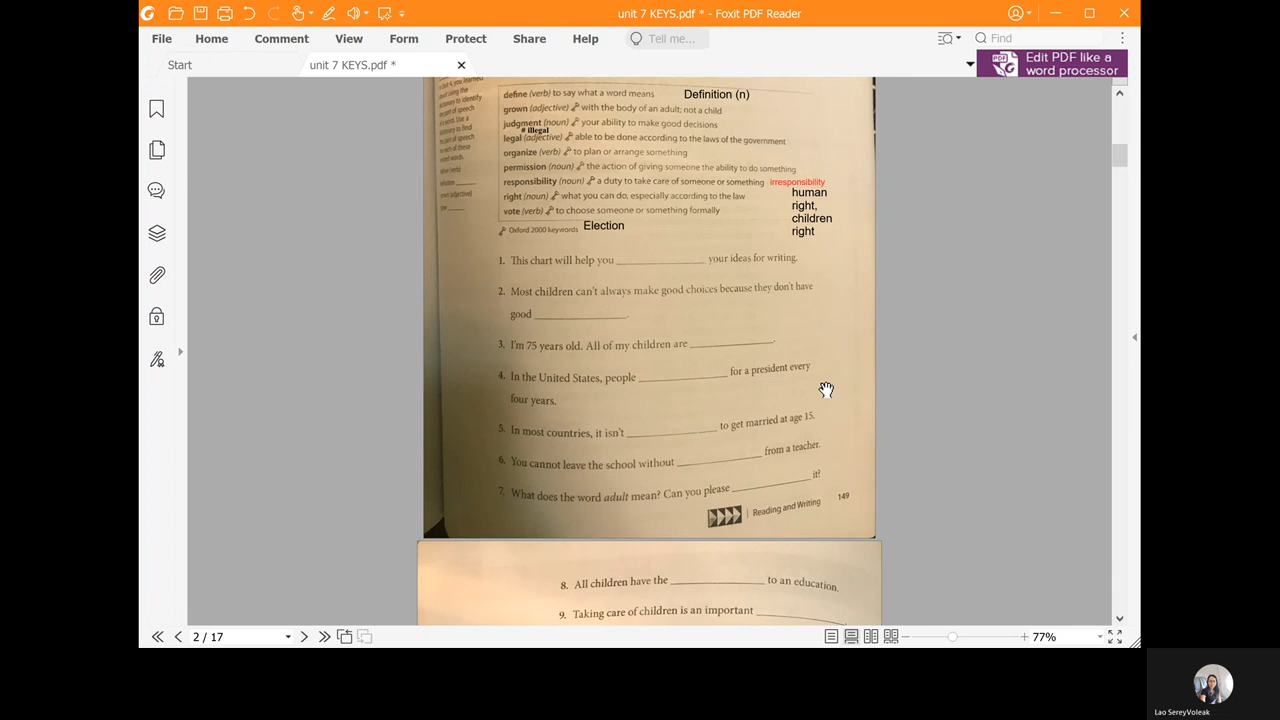 unit 7 KEYS.pdf * - Foxit PDF Reader
File Home Comment View Form Protect Share Help Tell me... Find
Start unit 7 KEYS.pdf * Edit PDF like a
word processor
define (verb) to say what a word means Definition (n)
grown (adjective) with the body of an adult; not a child
judgment (noun) your ability to make good decisions
# illegal
legal (adjective) able to be done according to the laws of the government
organize (verb) to plan or arrange something
permission (noun) the action of giving someone the ability to do something
responsibility (noun) a duty to take care of someone or something irresponsibility
right (noun) what you can do, especially according to the law
vote (verb) to choose someone or something formally
human
right,
children
right
Oxford 2000 keywords Election
1. This chart will help you ____________ your ideas for writing.
2. Most children can't always make good choices because they don't have
good ____________.
3. I'm 75 years old. All of my children are ____________.
4. In the United States, people ____________ for a president every
four years.
5. In most countries, it isn't ____________ to get married at age 15.
6. You cannot leave the school without ____________ from a teacher.
7. What does the word adult mean? Can you please ____________ it?
Reading and Writing 149
8. All children have the ____________ to an education.
9. Taking care of children is an important ____________
2 / 17 77%
Lao SereyVoleak